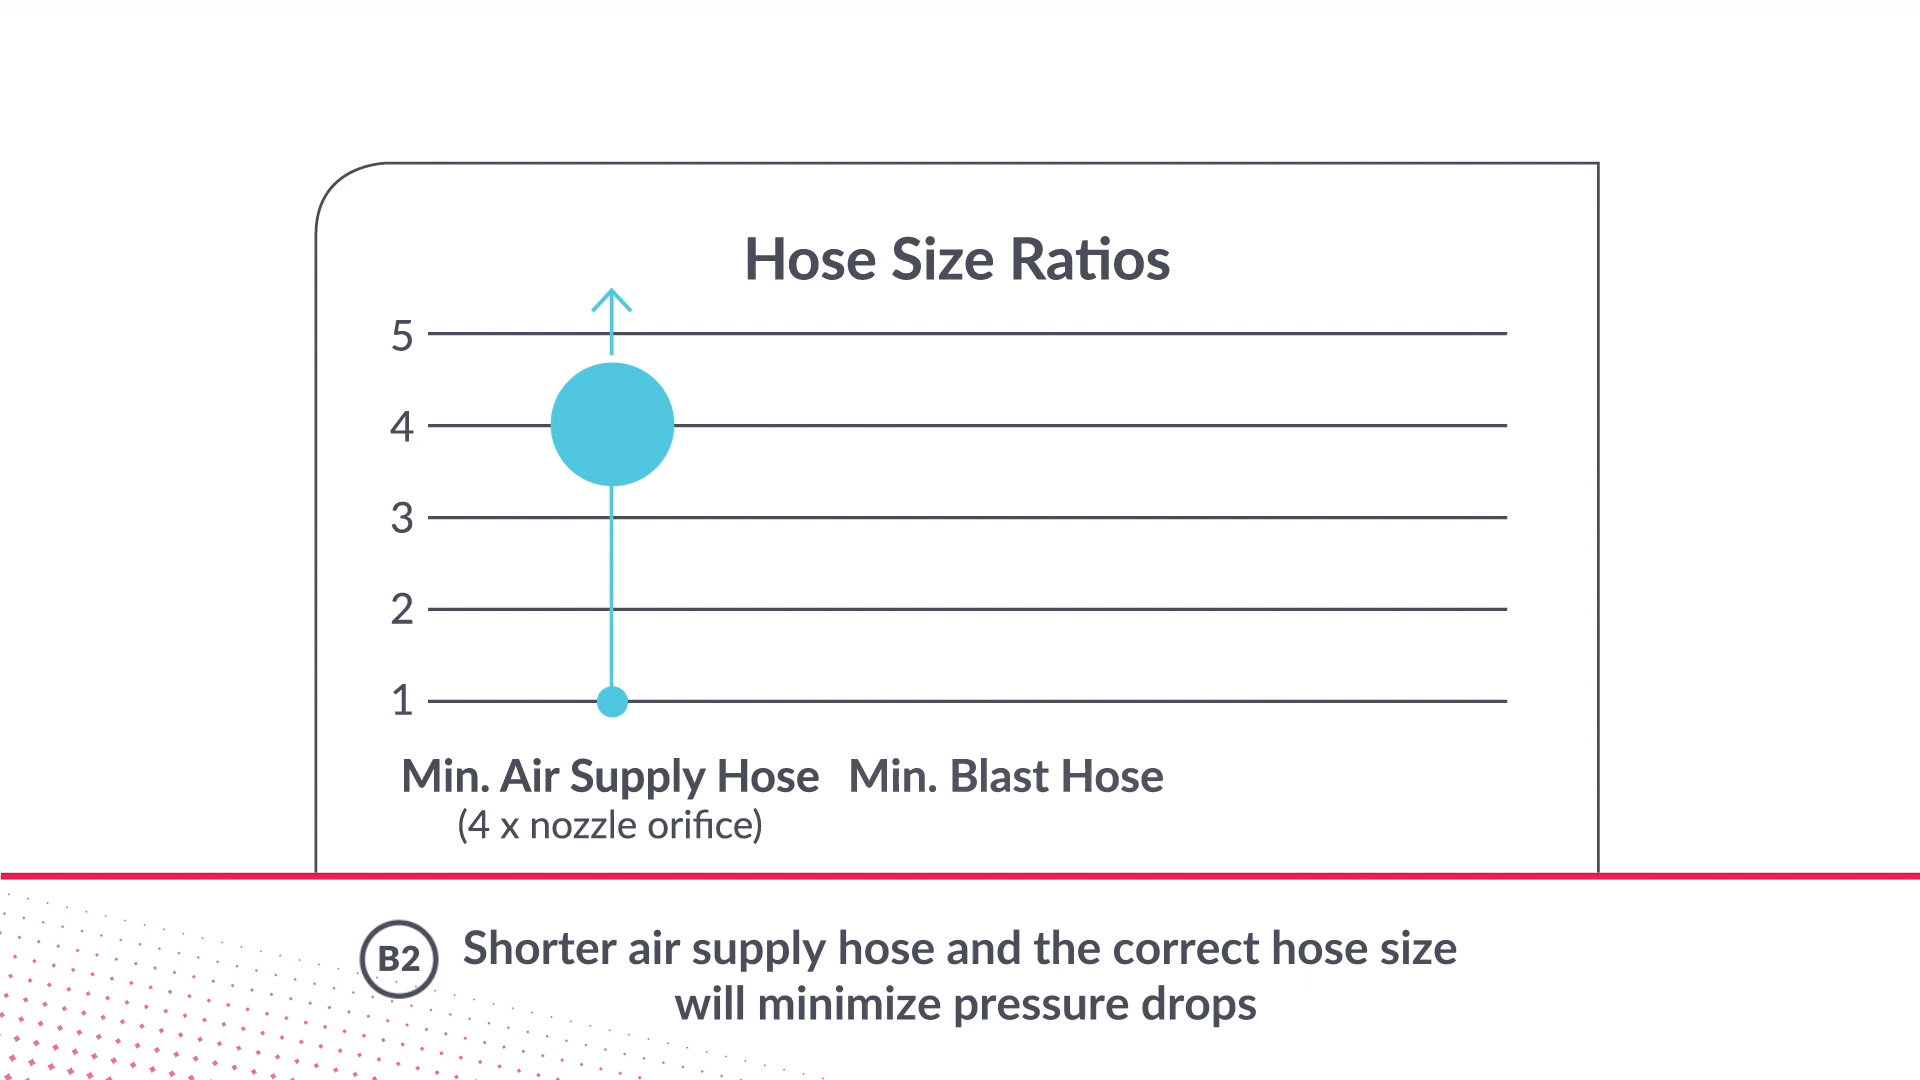 Hose Size Ratios
5
4
3
2
1
Min. Air Supply Hose
(4 x nozzle orifice)
Min. Blast Hose
B2
Shorter air supply hose and the correct hose size
will minimize pressure drops